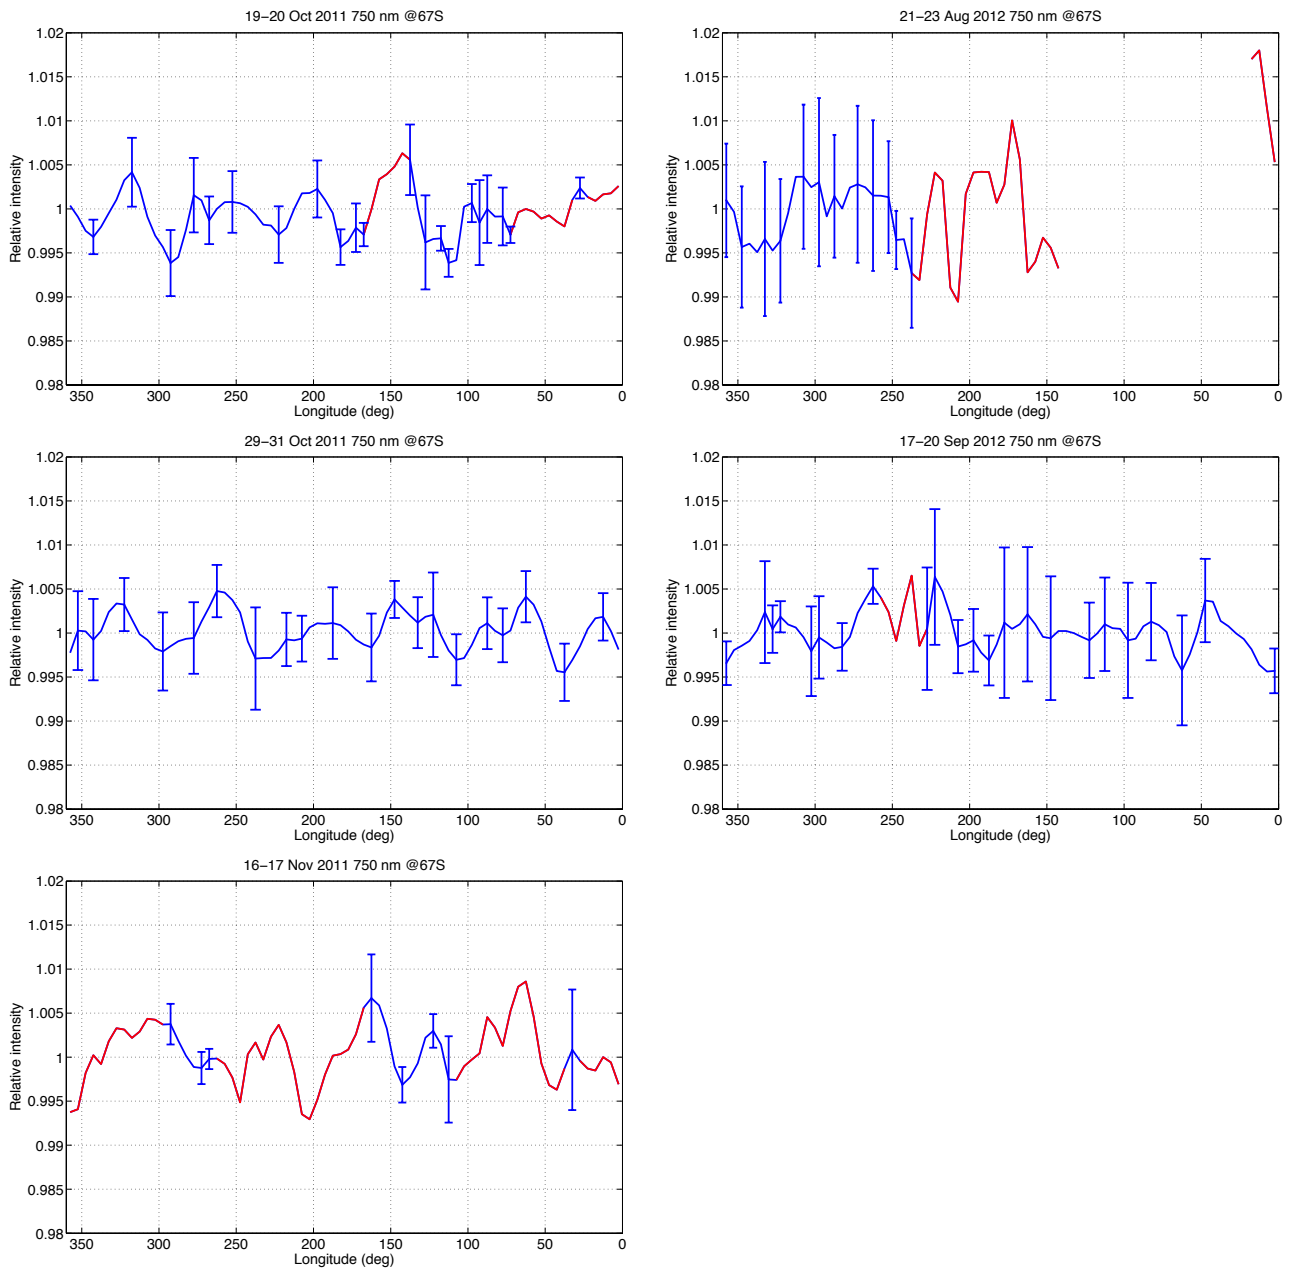 19–20 Oct 2011 750 nm @67S
1.02
1.015
1.01
1.005
1
0.995
0.99
0.985
0.98
Relative intensity
350 300 250 200 150 100 50 0
Longitude (deg)
21–23 Aug 2012 750 nm @67S
1.02
1.015
1.01
1.005
1
0.995
0.99
0.985
0.98
Relative intensity
350 300 250 200 150 100 50 0
Longitude (deg)
29–31 Oct 2011 750 nm @67S
1.02
1.015
1.01
1.005
1
0.995
0.99
0.985
0.98
Relative intensity
350 300 250 200 150 100 50 0
Longitude (deg)
17–20 Sep 2012 750 nm @67S
1.02
1.015
1.01
1.005
1
0.995
0.99
0.985
0.98
Relative intensity
350 300 250 200 150 100 50 0
Longitude (deg)
16–17 Nov 2011 750 nm @67S
1.02
1.015
1.01
1.005
1
0.995
0.99
0.985
0.98
Relative intensity
350 300 250 200 150 100 50 0
Longitude (deg)